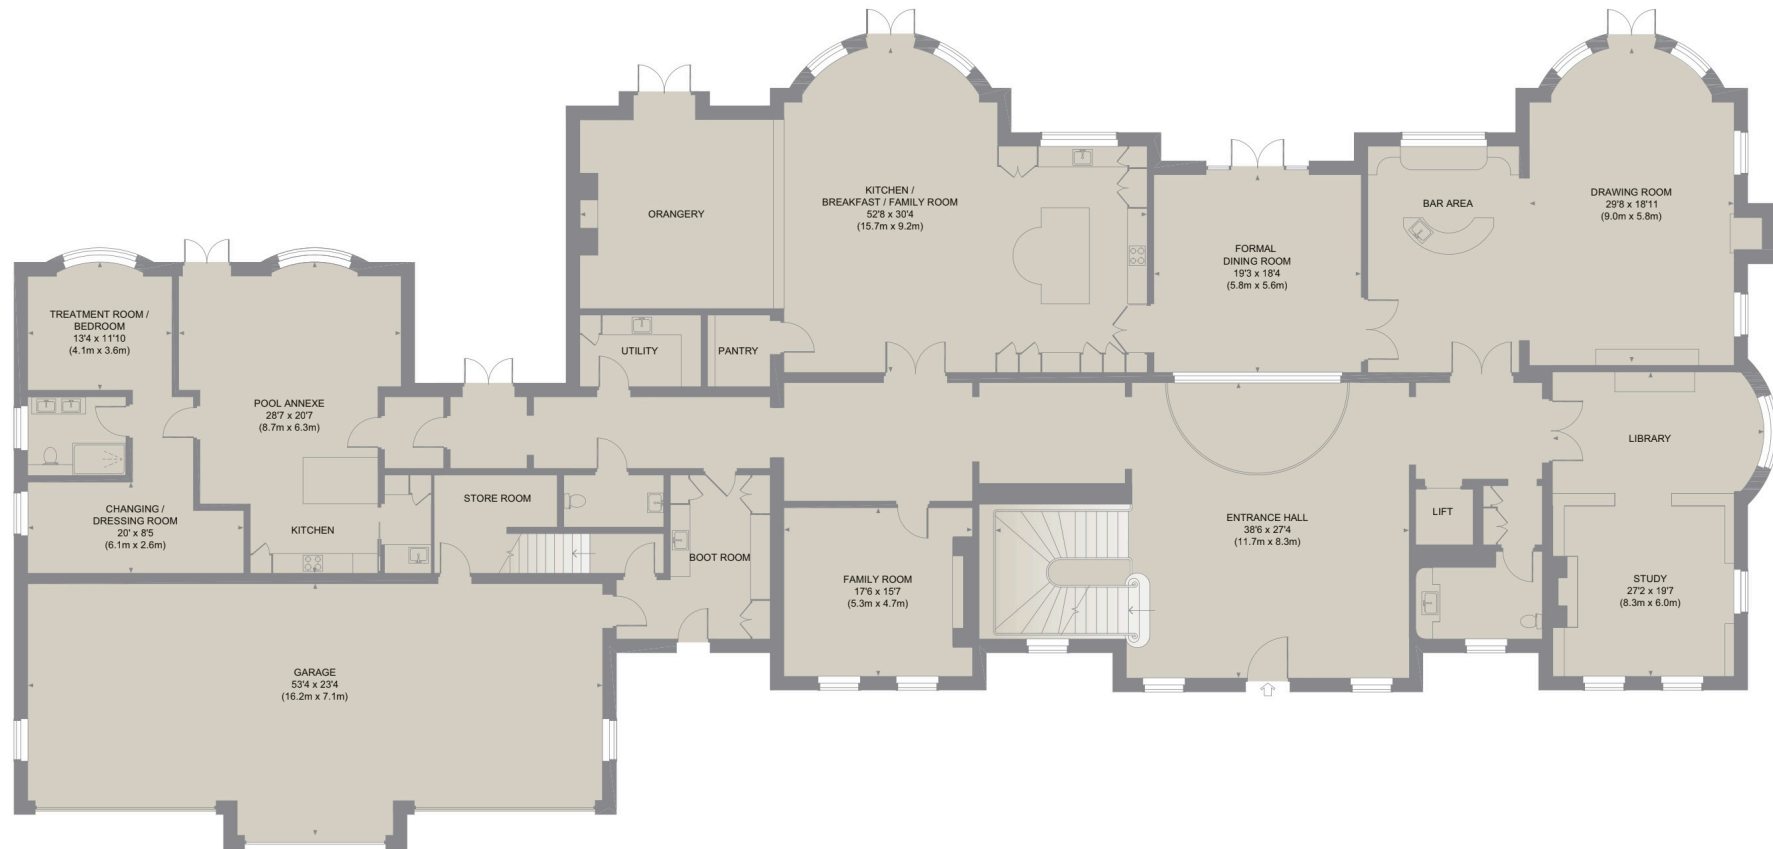 KITCHEN /
BREAKFAST / FAMILY ROOM
52'8 x 30'4
(15.7m x 9.2m)
ORANGERY
BAR AREA
DRAWING ROOM
29'8 x 18'11
(9.0m x 5.8m)
FORMAL
DINING ROOM
19'3 x 18'4
(5.8m x 5.6m)
TREATMENT ROOM /
BEDROOM
13'4 x 11'10
(4.1m x 3.6m)
UTILITY
PANTRY
POOL ANNEXE
28'7 x 20'7
(8.7m x 6.3m)
LIBRARY
CHANGING /
DRESSING ROOM
20' x 8'5
(6.1m x 2.6m)
KITCHEN
STORE ROOM
BOOT ROOM
FAMILY ROOM
17'6 x 15'7
(5.3m x 4.7m)
ENTRANCE HALL
38'6 x 27'4
(11.7m x 8.3m)
LIFT
STUDY
27'2 x 19'7
(8.3m x 6.0m)
GARAGE
53'4 x 23'4
(16.2m x 7.1m)